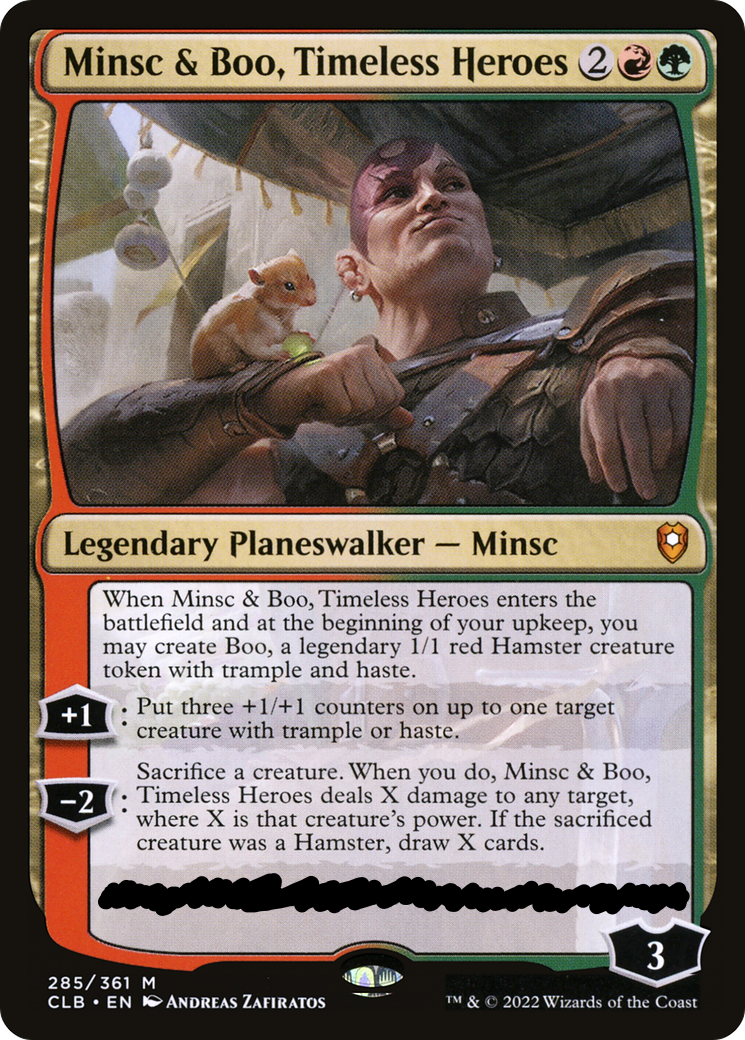 Minsc & Boo, Timeless Heroes 2
Legendary Planeswalker — Minsc
When Minsc & Boo, Timeless Heroes enters the
battlefield and at the beginning of your upkeep, you
may create Boo, a legendary 1/1 red Hamster creature
token with trample and haste.
+1 : Put three +1/+1 counters on up to one target
creature with trample or haste.
Sacrifice a creature. When you do, Minsc & Boo,
−2 : Timeless Heroes deals X damage to any target,
where X is that creature's power. If the sacrificed
creature was a Hamster, draw X cards.
3
285/361 M
CLB • EN Andreas Zafiratos ™ & © 2022 Wizards of the Coast